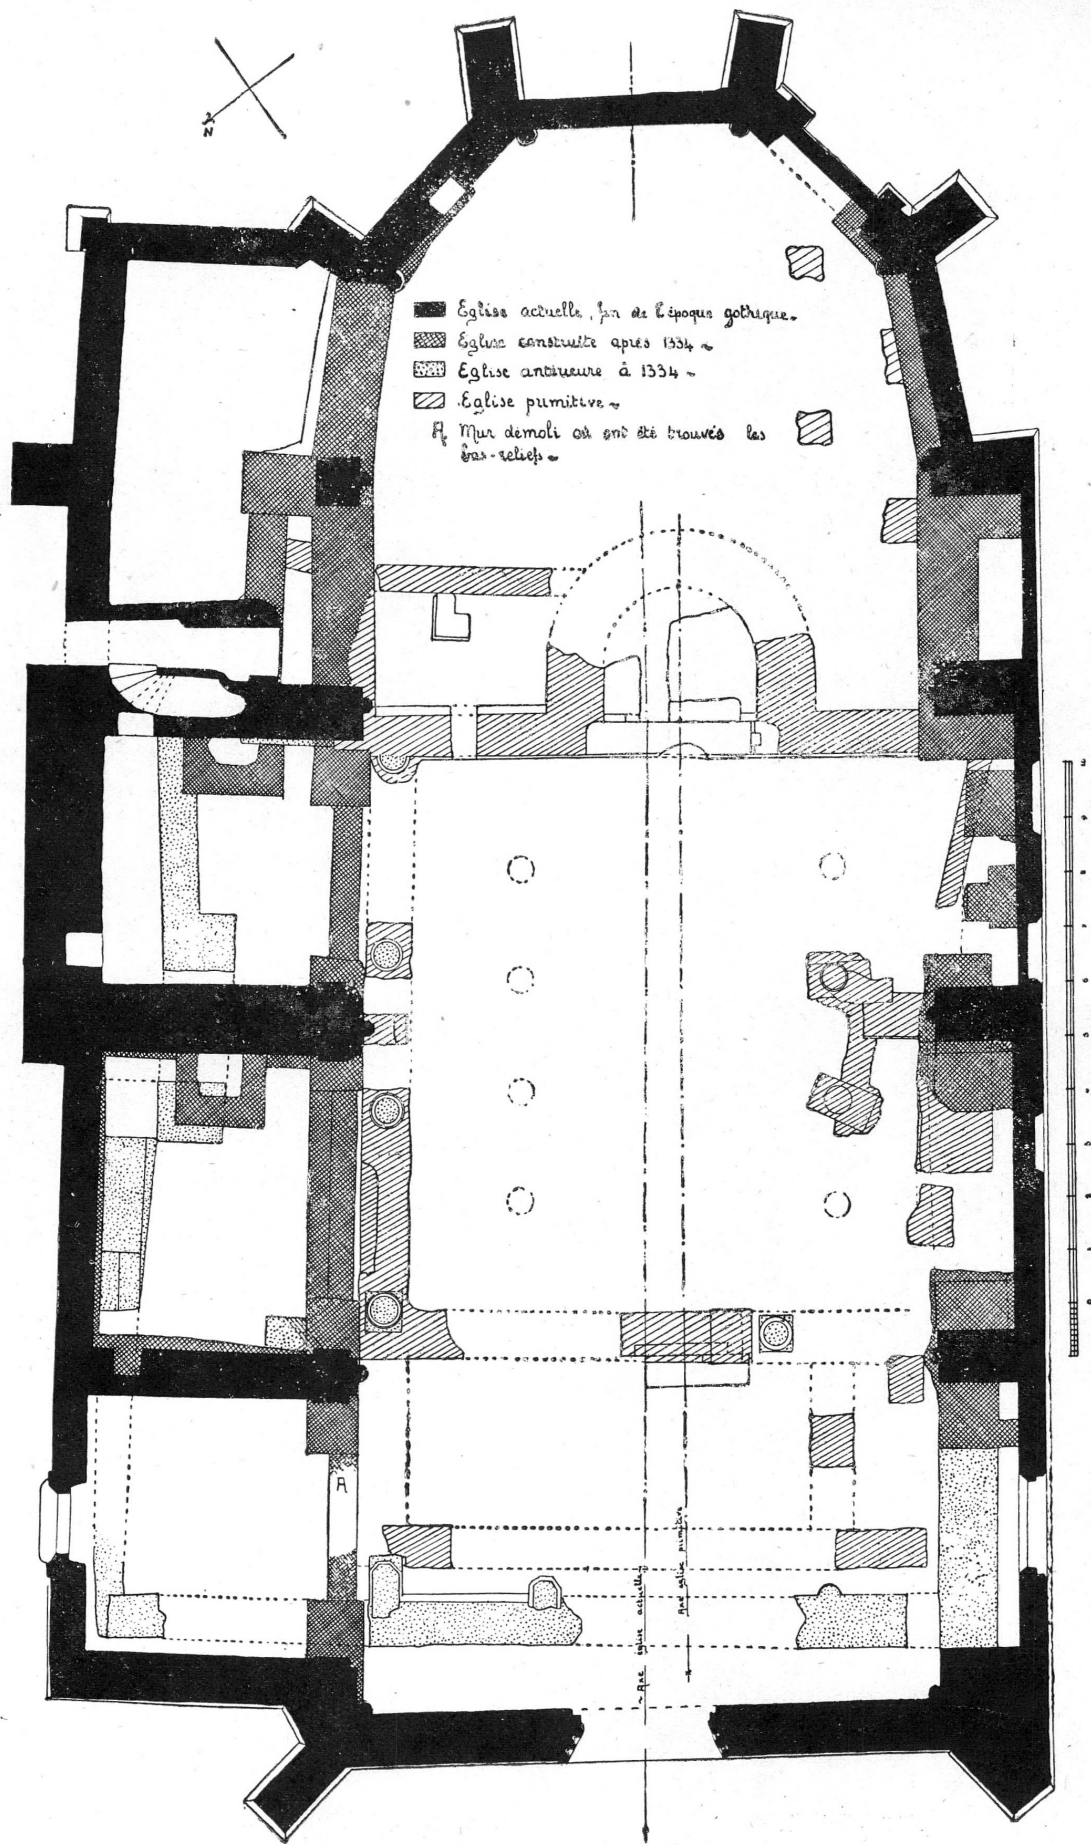 N
Eglise actuelle, fin de l'époque gothique.
Eglise construite après 1334
Eglise antérieure à 1334
Eglise primitive
A Mur démoli où ont été trouvés les
bas-reliefs
A
Axe église actuelle
Axe église primitive